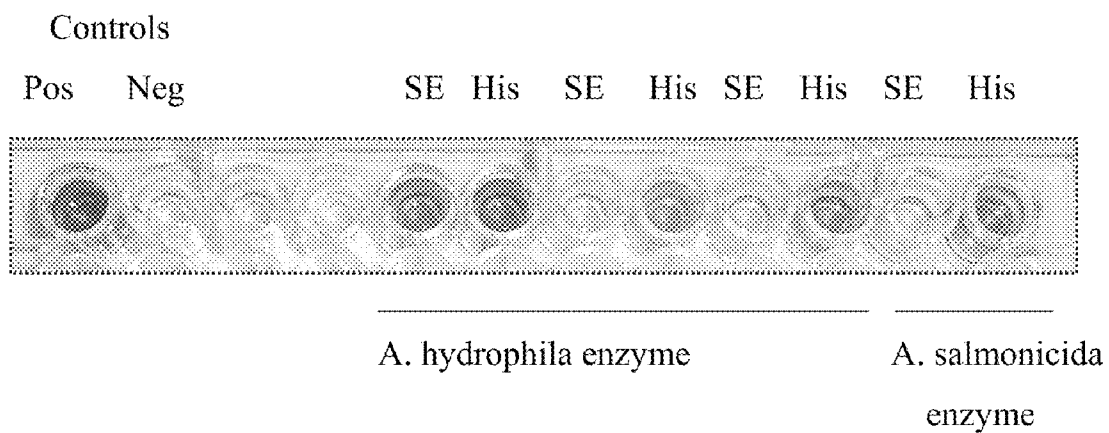 Controls
Pos Neg SE His SE His SE His SE His
A. hydrophila enzyme A. salmonicida
enzyme